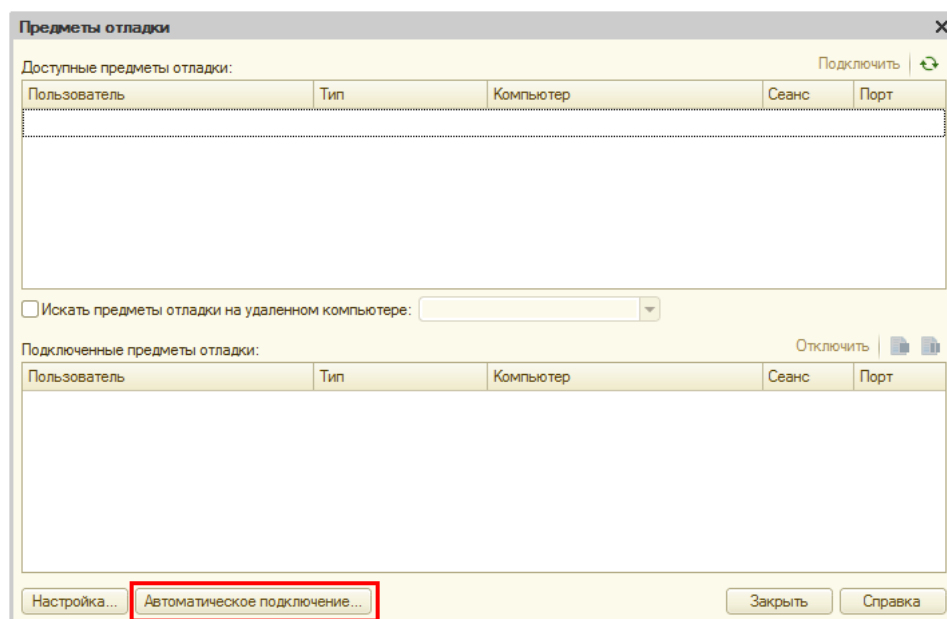 Предметы отладки
Доступные предметы отладки: Подключить
Пользователь Тип Компьютер Сеанс Порт
Искать предметы отладки на удаленном компьютере:
Подключенные предметы отладки: Отключить
Пользователь Тип Компьютер Сеанс Порт
Настройка... Автоматическое подключение... Закрыть Справка